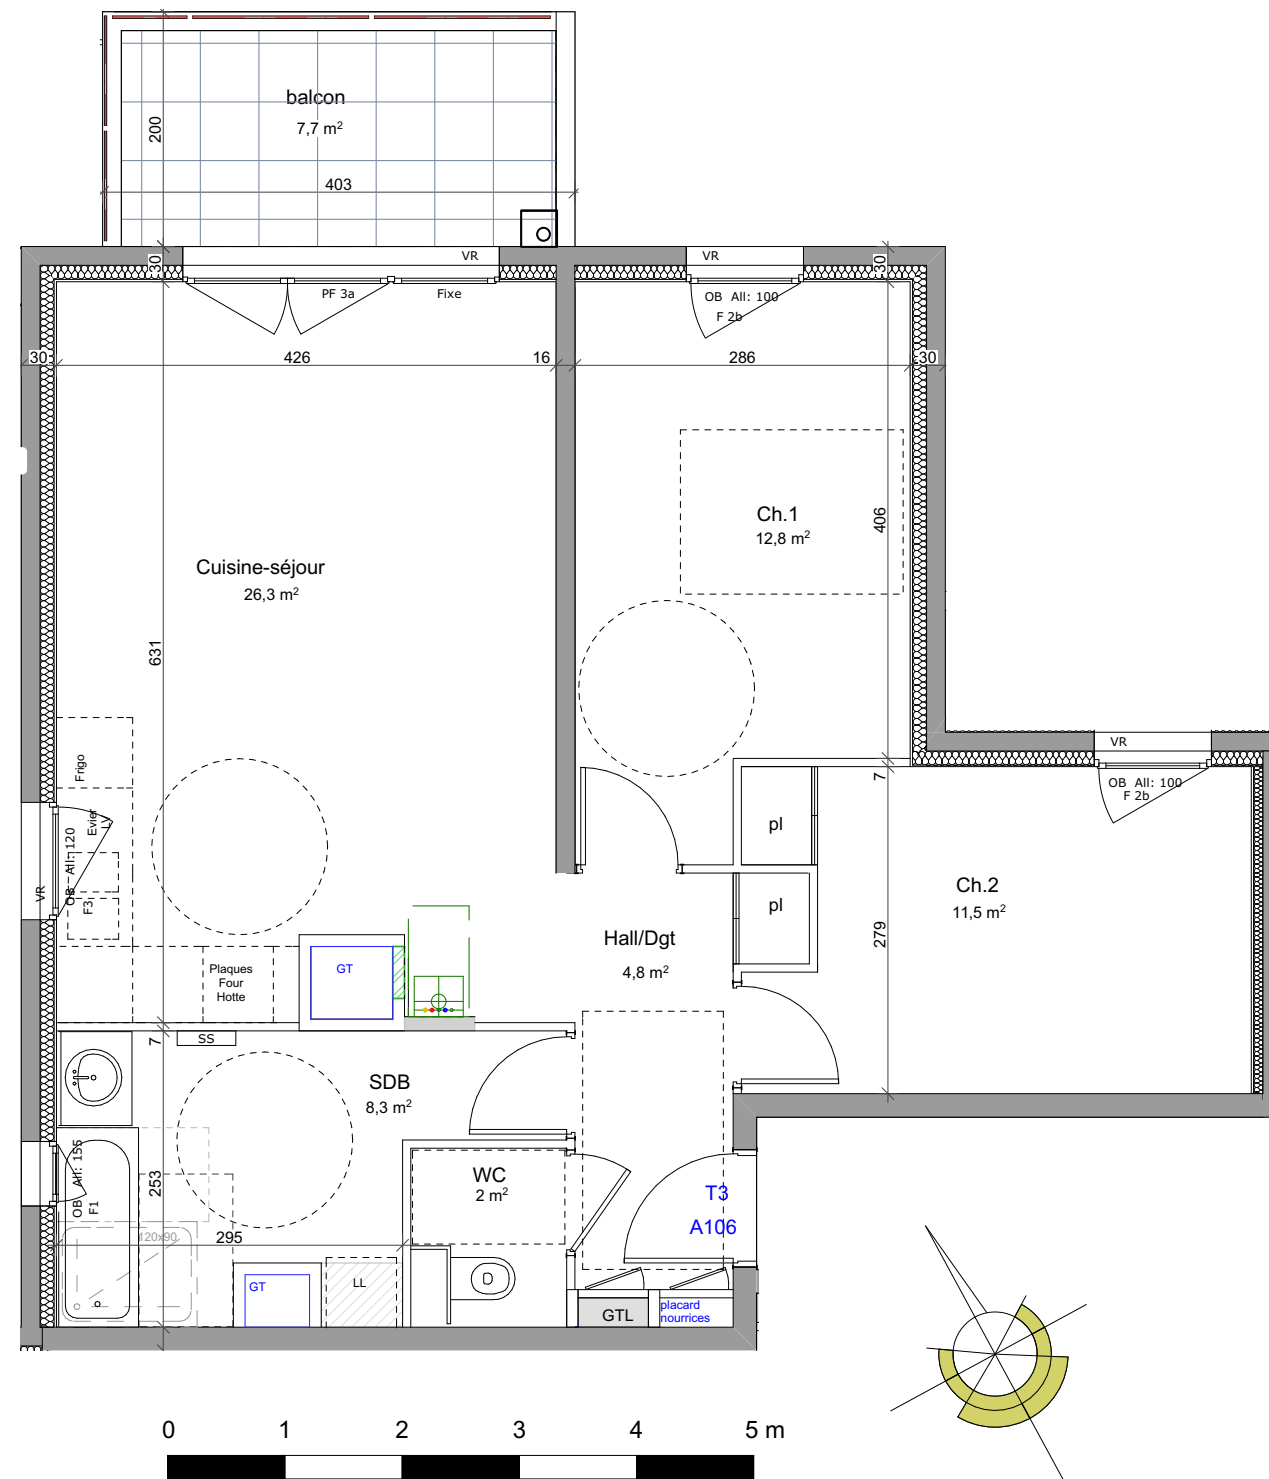 balcon
7,7 m²
200
403
30
VR
VR
30
PF 3a
Fixe
OB All: 100
F 2b
30
426
16
286
30
Ch.1
12,8 m²
406
Cuisine-séjour
26,3 m²
631
Frigo
Evier
LV
OB All: 120
F3
VR
VR
OB All: 100
F 2b
7
pl
pl
Ch.2
11,5 m²
279
Hall/Dgt
4,8 m²
Plaques
Four
Hotte
GT
7
SS
SDB
8,3 m²
OB All: 155
F1
253
WC
2 m²
T3
A106
120x90
295
GT
LL
GTL
placard
nourrices
0 1 2 3 4 5 m